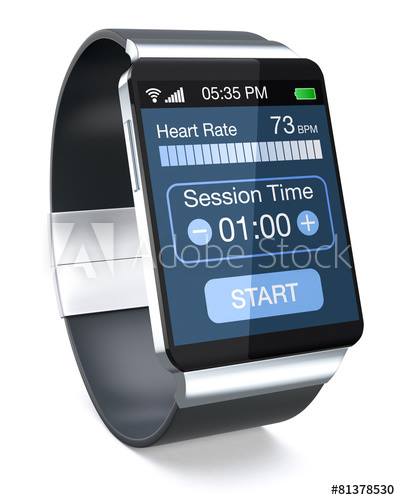 05:35 PM
Heart Rate 73 BPM
Session Time
− 01:00 +
START
Adobe Stock
#81378530